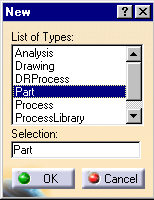 New
List of Types:
Analysis
Drawing
DRProcess
Part
Process
ProcessLibrary
Selection:
Part
OK Cancel